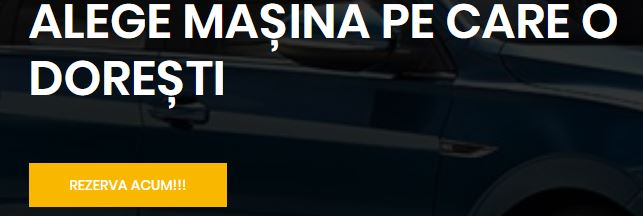 ALEGE MAȘINA PE CARE O
DOREȘTI
REZERVA ACUM!!!